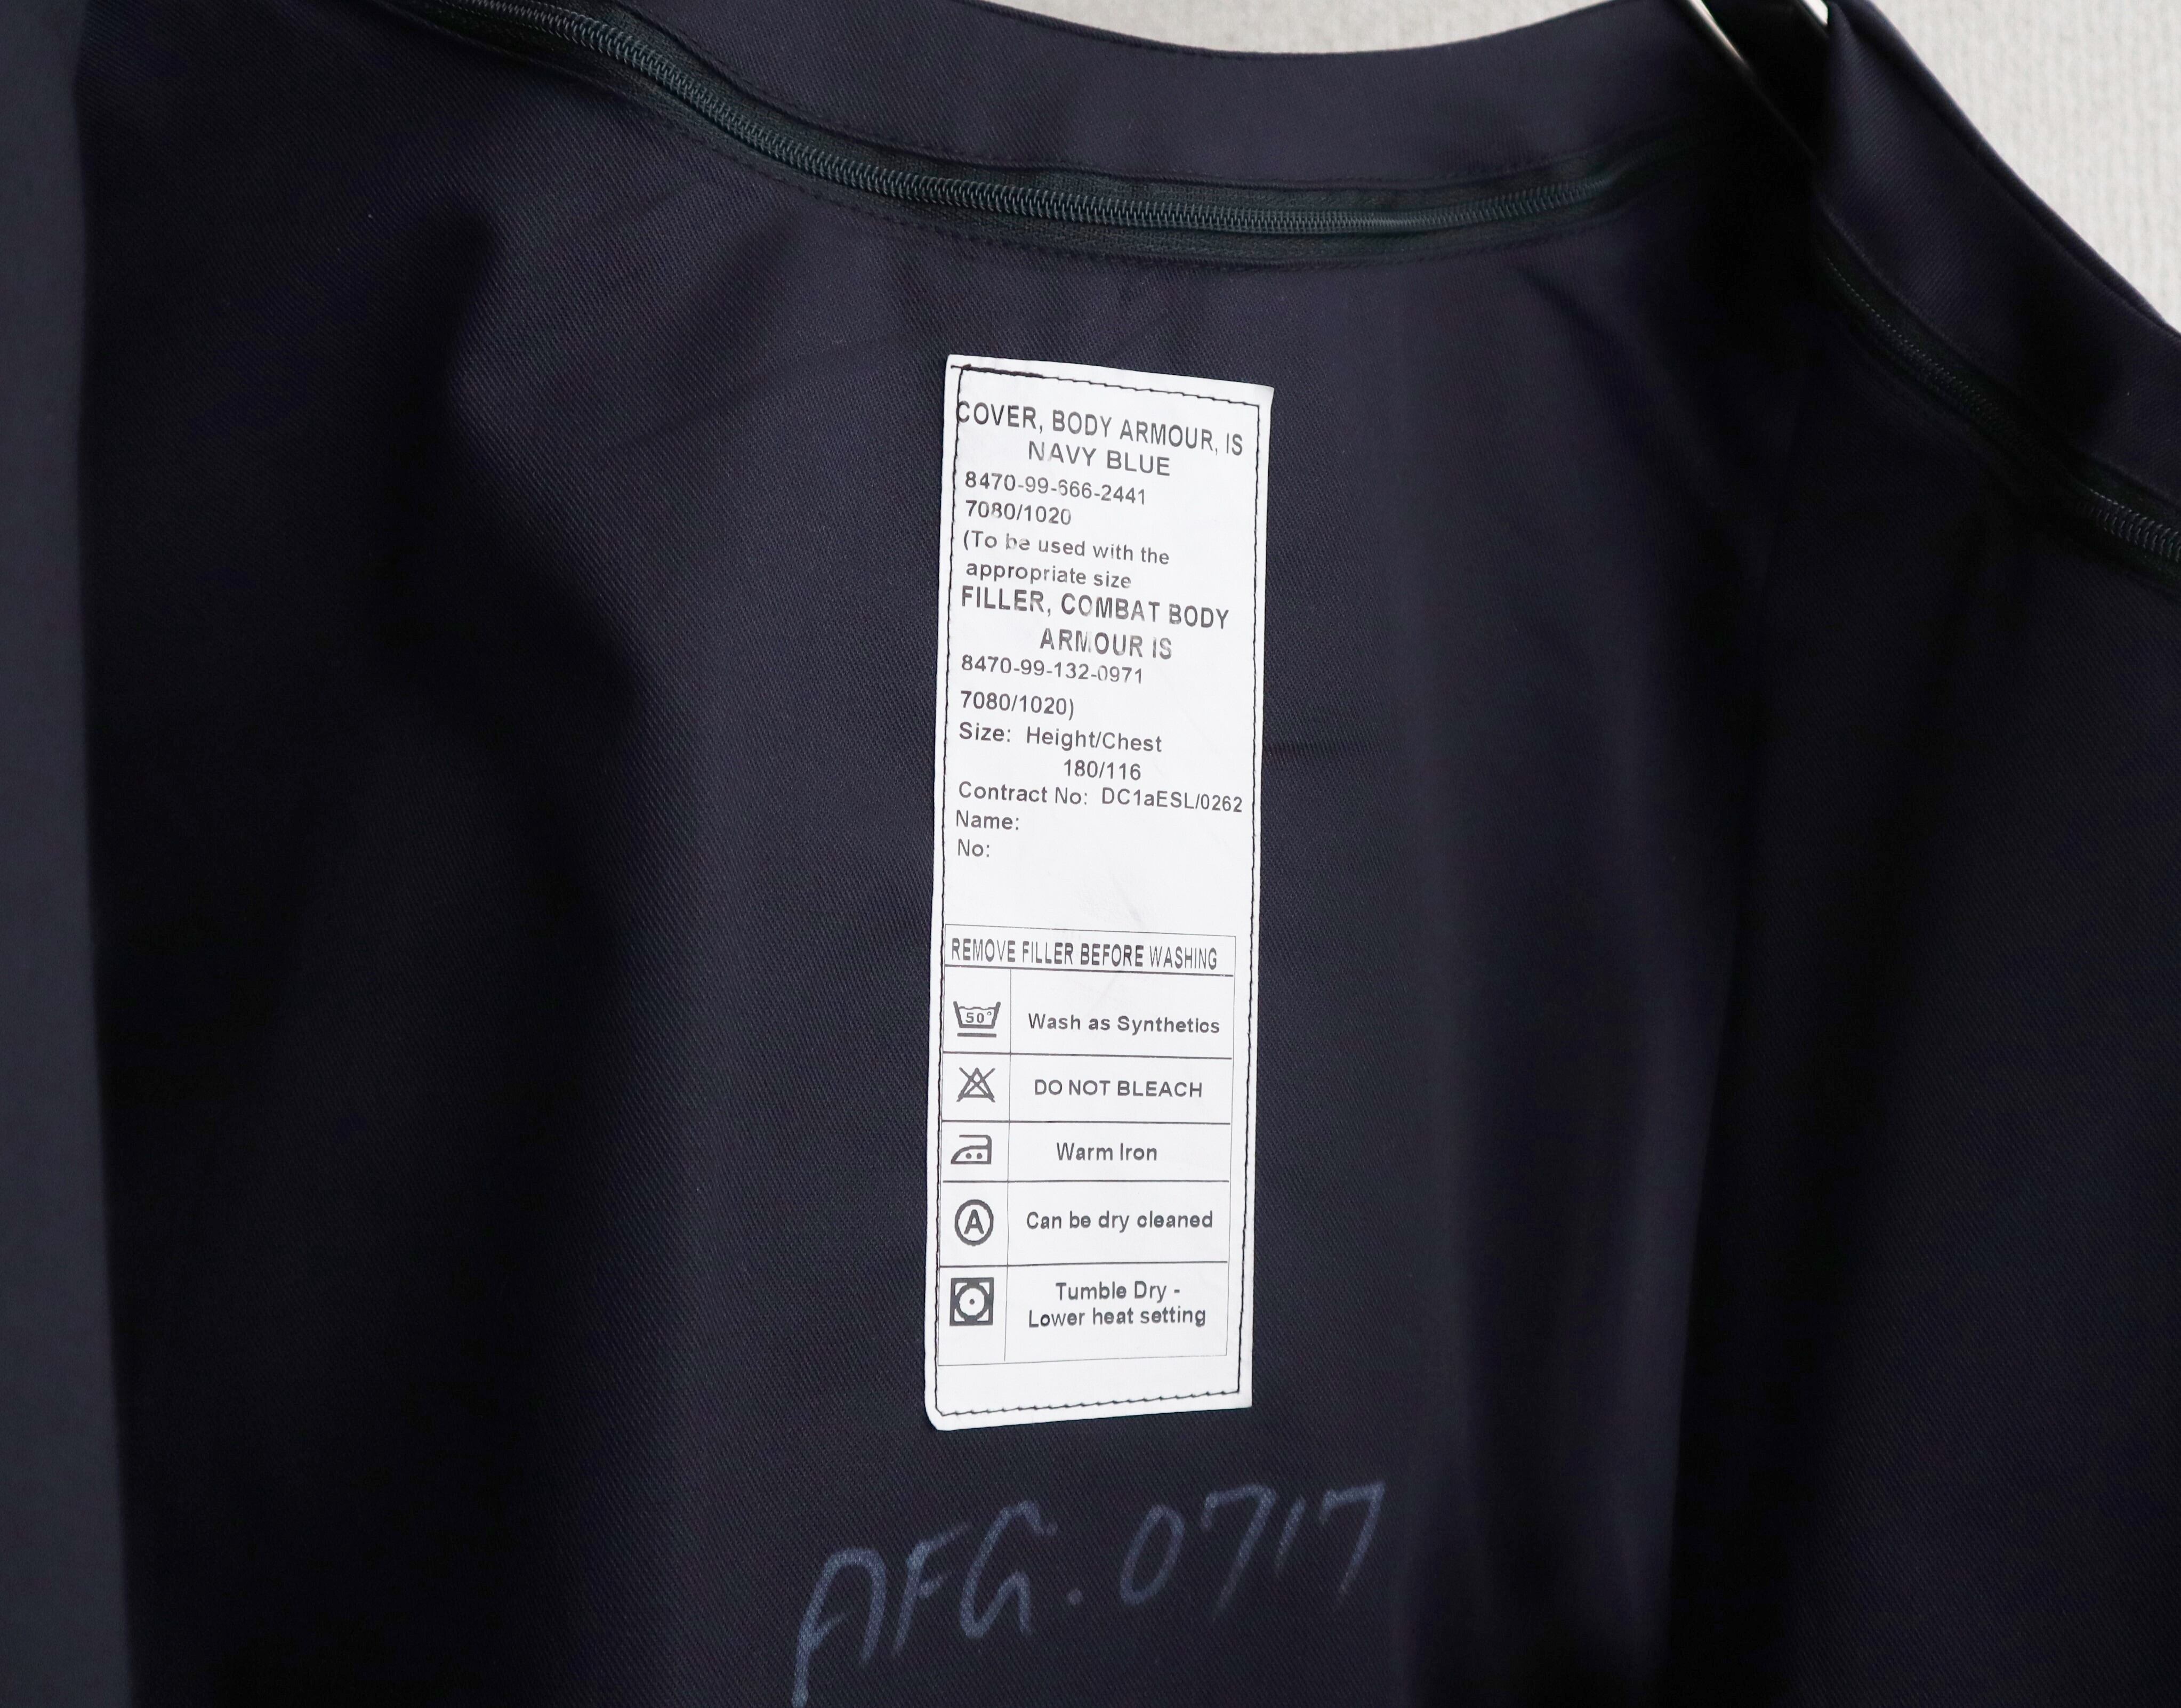 COVER, BODY ARMOUR, IS
NAVY BLUE
8470-99-666-2441
7080/1020
(To be used with the
appropriate size
FILLER, COMBAT BODY
ARMOUR IS
8470-99-132-0971
7080/1020)
Size: Height/Chest
180/116
Contract No: DC1aESL/0262
Name:
No:
REMOVE FILLER BEFORE WASHING
50° Wash as Synthetics
DO NOT BLEACH
Warm Iron
A Can be dry cleaned
Tumble Dry -
Lower heat setting
AFG.0717